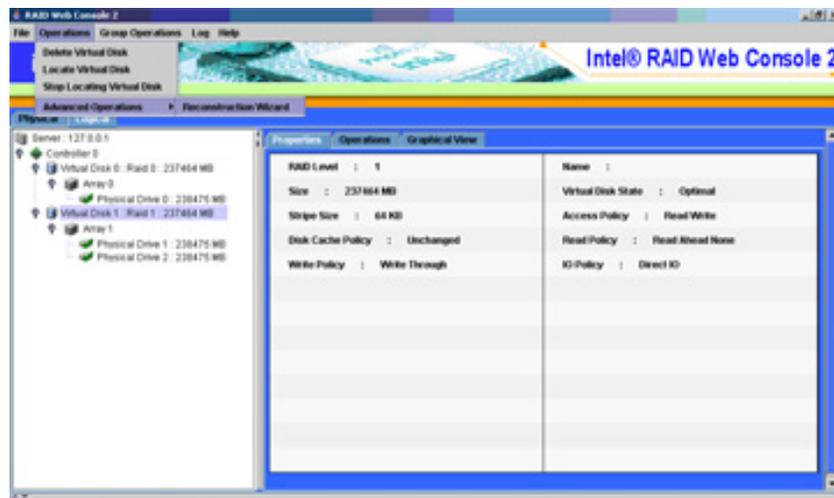 RAID Web Console 2
File Operations Group Operations Log Help
Delete Virtual Disk
Locate Virtual Disk
Stop Locating Virtual Disk
Advanced Operations Reconstruction Wizard
intel
Intel® RAID Web Console 2
Physical Logical
Server : 127.0.0.1
Controller 0
Virtual Disk 0 : Raid 0 : 237464 MB
Array 0
Physical Drive 0 : 238475 MB
Virtual Disk 1 : Raid 1 : 237464 MB
Array 1
Physical Drive 1 : 238475 MB
Physical Drive 2 : 238475 MB
Properties Operations Graphical View
RAID Level : 1
Name :
Size : 237464 MB
Virtual Disk State : Optimal
Stripe Size : 64 KB
Access Policy : Read Write
Disk Cache Policy : Unchanged
Read Policy : Read Ahead None
Write Policy : Write Through
IO Policy : Direct IO